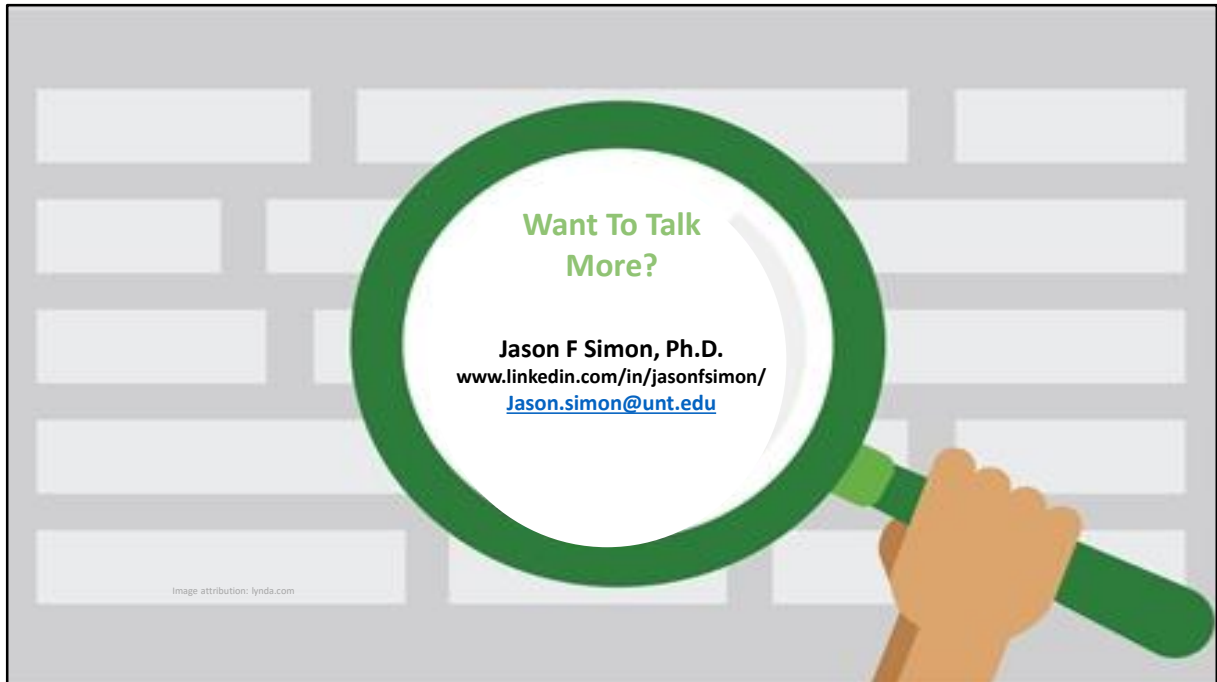 Want To Talk
More?
Jason F Simon, Ph.D.
www.linkedin.com/in/jasonfsimon/
Jason.simon@unt.edu
Image attribution: lynda.com